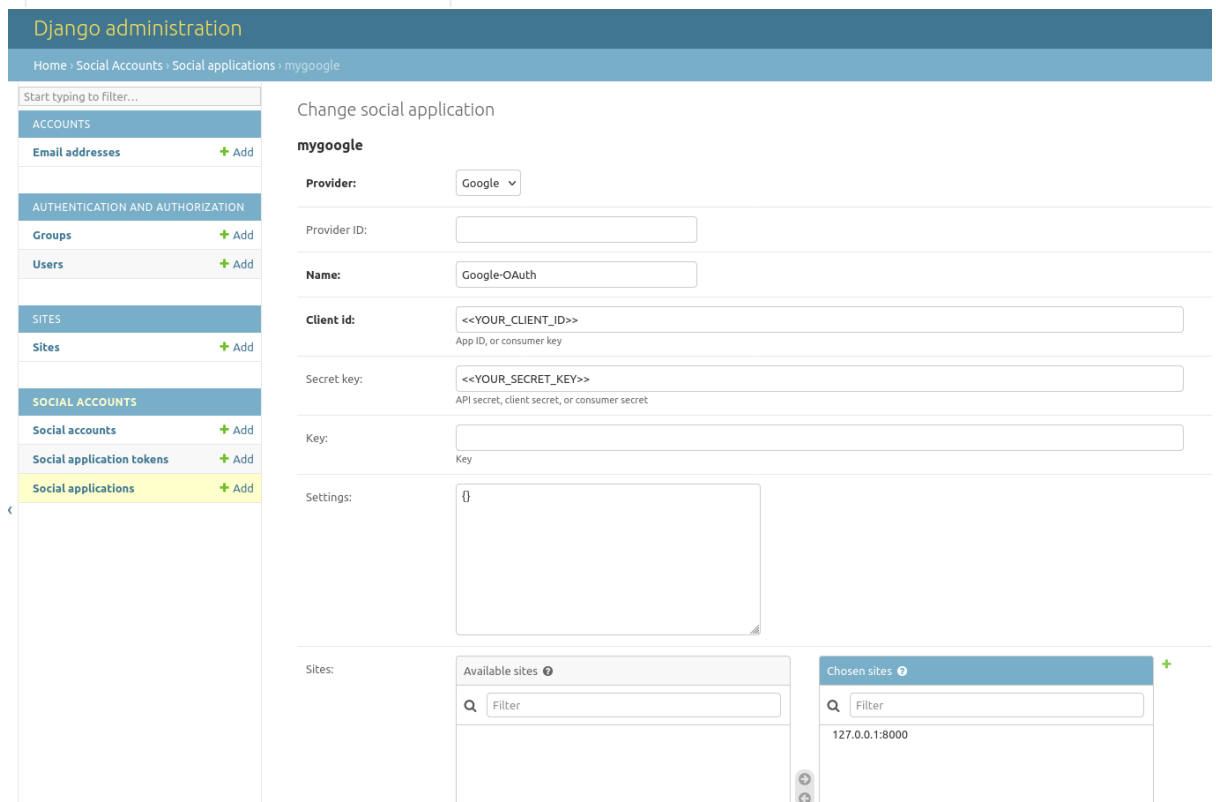 Django administration
Home › Social Accounts › Social applications › mygoogle
Start typing to filter…
ACCOUNTS
Email addresses + Add
AUTHENTICATION AND AUTHORIZATION
Groups + Add
Users + Add
SITES
Sites + Add
SOCIAL ACCOUNTS
Social accounts + Add
Social application tokens + Add
Social applications + Add
Change social application
mygoogle
Provider: Google
Provider ID:
Name: Google-OAuth
Client id: <<YOUR_CLIENT_ID>>
App ID, or consumer key
Secret key: <<YOUR_SECRET_KEY>>
API secret, client secret, or consumer secret
Key:
Key
Settings: {}
Sites: Available sites ? Chosen sites ? +
Filter Filter
127.0.0.1:8000